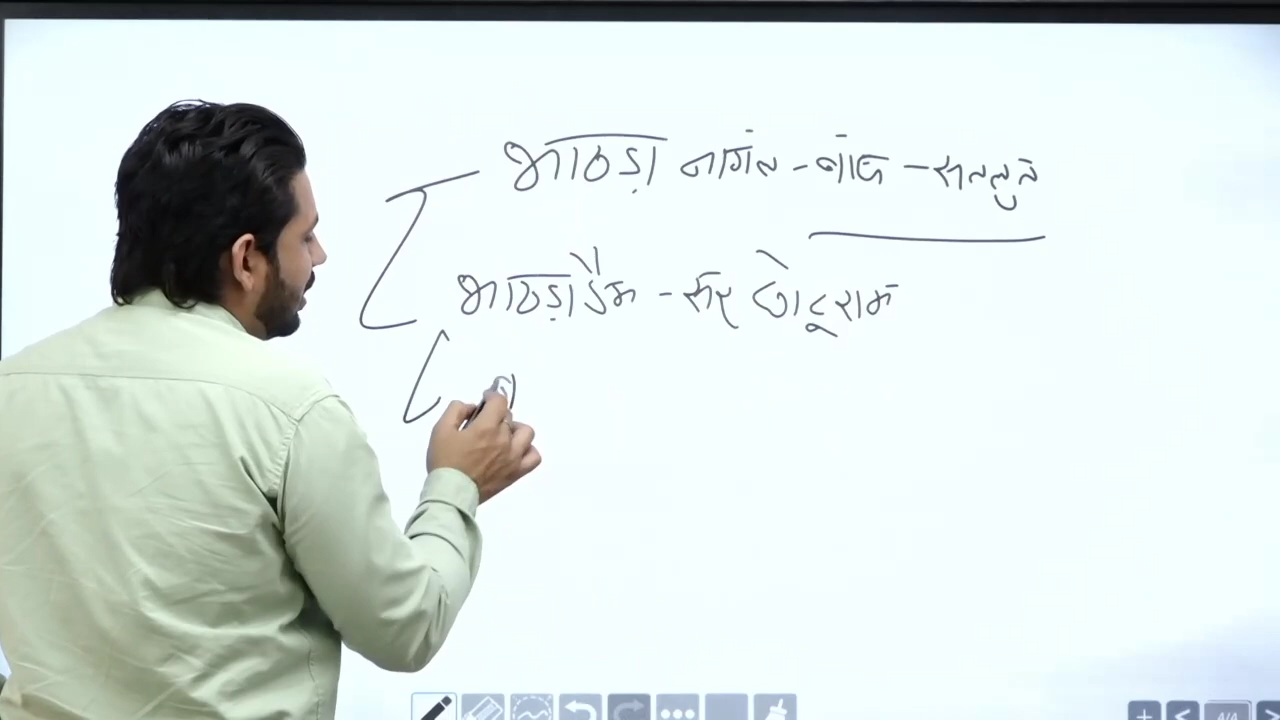 भाखड़ा नांगल - बांध - सतलुज
भाखड़ा डैम - सर छोटूराम